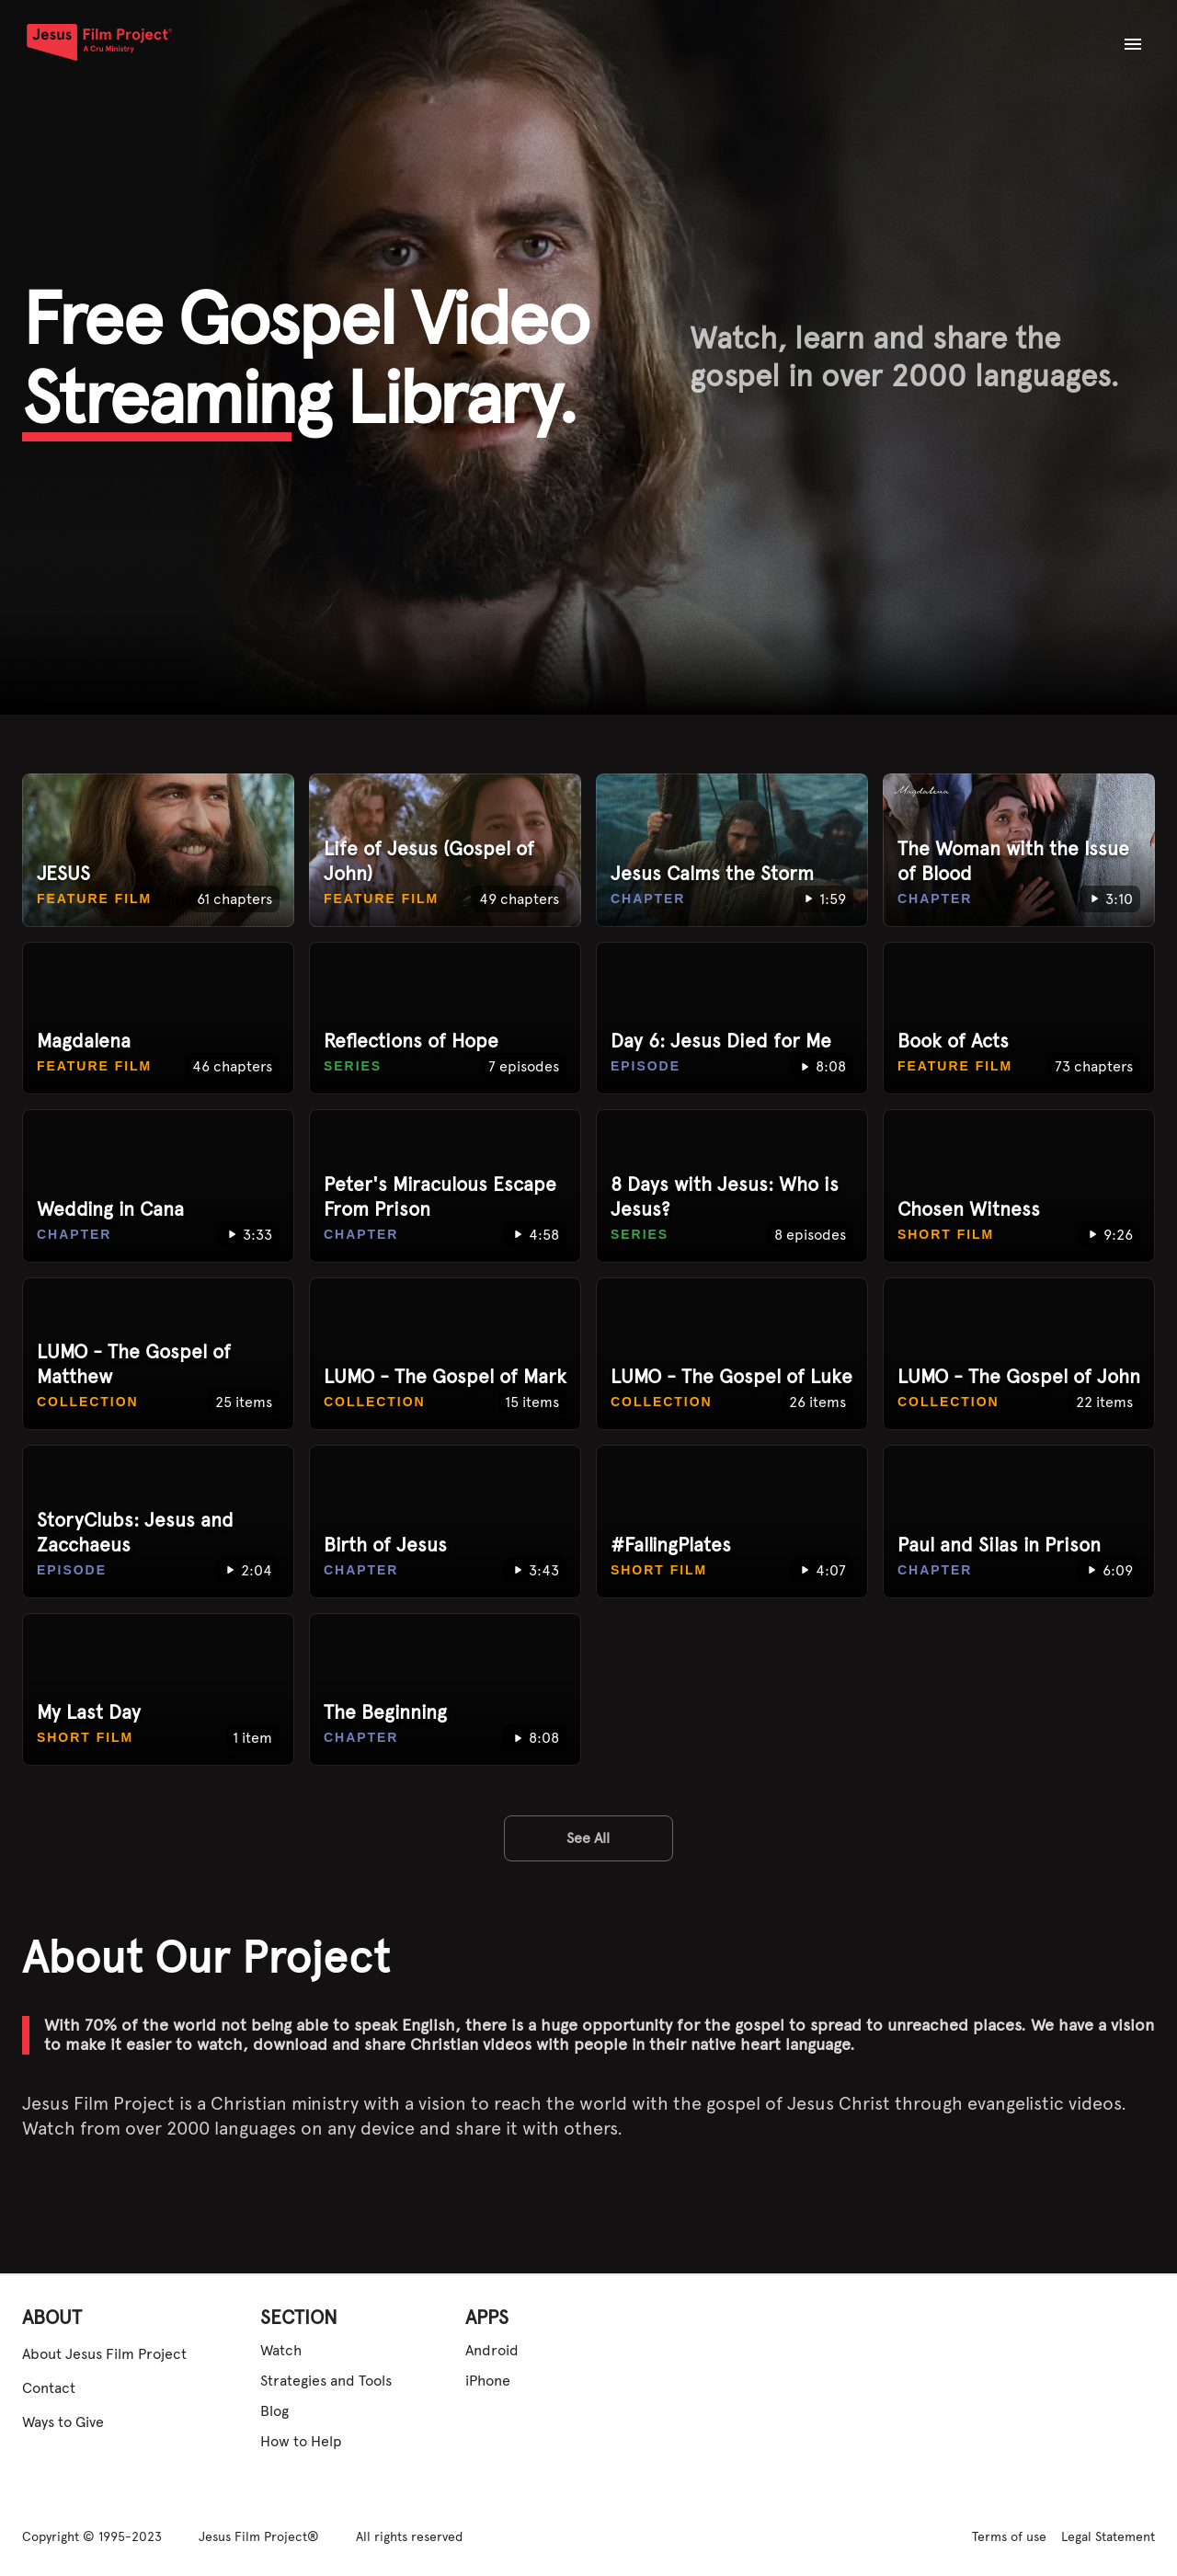 Jesus Film Project®
A Cru Ministry
Free Gospel Video
Streaming Library.
Watch, learn and share the
gospel in over 2000 languages.
JESUS
FEATURE FILM
61 chapters
Life of Jesus (Gospel of
John)
FEATURE FILM
49 chapters
Jesus Calms the Storm
CHAPTER
1:59
Magdalena
The Woman with the Issue
of Blood
CHAPTER
3:10
Magdalena
FEATURE FILM
46 chapters
Reflections of Hope
SERIES
7 episodes
Day 6: Jesus Died for Me
EPISODE
8:08
Book of Acts
FEATURE FILM
73 chapters
Wedding in Cana
CHAPTER
3:33
Peter's Miraculous Escape
From Prison
CHAPTER
4:58
8 Days with Jesus: Who is
Jesus?
SERIES
8 episodes
Chosen Witness
SHORT FILM
9:26
LUMO - The Gospel of
Matthew
COLLECTION
25 items
LUMO - The Gospel of Mark
COLLECTION
15 items
LUMO - The Gospel of Luke
COLLECTION
26 items
LUMO - The Gospel of John
COLLECTION
22 items
StoryClubs: Jesus and
Zacchaeus
EPISODE
2:04
Birth of Jesus
CHAPTER
3:43
#FallingPlates
SHORT FILM
4:07
Paul and Silas in Prison
CHAPTER
6:09
My Last Day
SHORT FILM
1 item
The Beginning
CHAPTER
8:08
See All
About Our Project
With 70% of the world not being able to speak English, there is a huge opportunity for the gospel to spread to unreached places. We have a vision
to make it easier to watch, download and share Christian videos with people in their native heart language.
Jesus Film Project is a Christian ministry with a vision to reach the world with the gospel of Jesus Christ through evangelistic videos.
Watch from over 2000 languages on any device and share it with others.
ABOUT
About Jesus Film Project
Contact
Ways to Give
SECTION
Watch
Strategies and Tools
Blog
How to Help
APPS
Android
iPhone
Copyright © 1995-2023
Jesus Film Project®
All rights reserved
Terms of use
Legal Statement